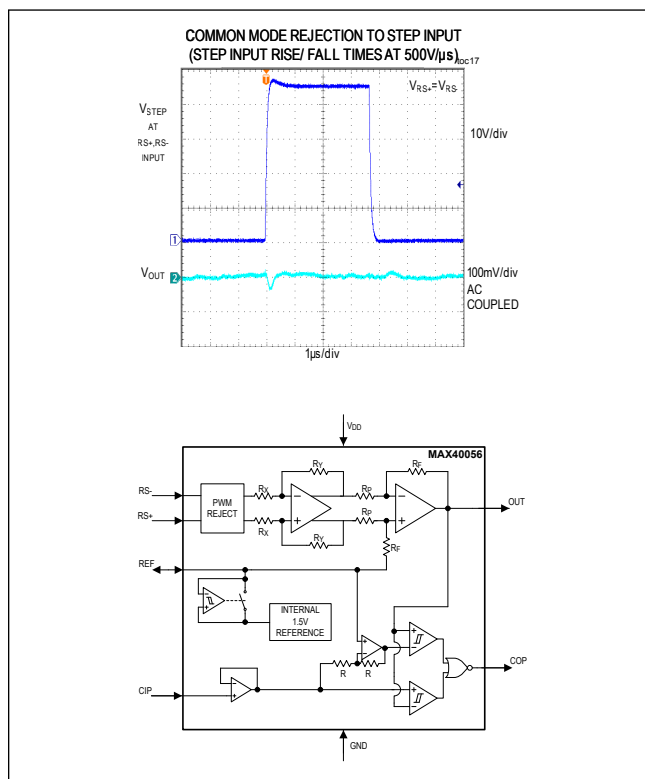 COMMON MODE REJECTION TO STEP INPUT
(STEP INPUT RISE/ FALL TIMES AT 500V/µs)
toc17
T
VRS+=VRS-
VSTEP
AT
RS+,RS-
INPUT
10V/div
1
VOUT
2
100mV/div
AC
COUPLED
1µs/div
VDD
MAX40056
RY
RF
RS-
RX
RP
PWM
REJECT
OUT
RS+
RX
RP
RY
RF
REF
INTERNAL
1.5V
REFERENCE
R
R
COP
CIP
GND